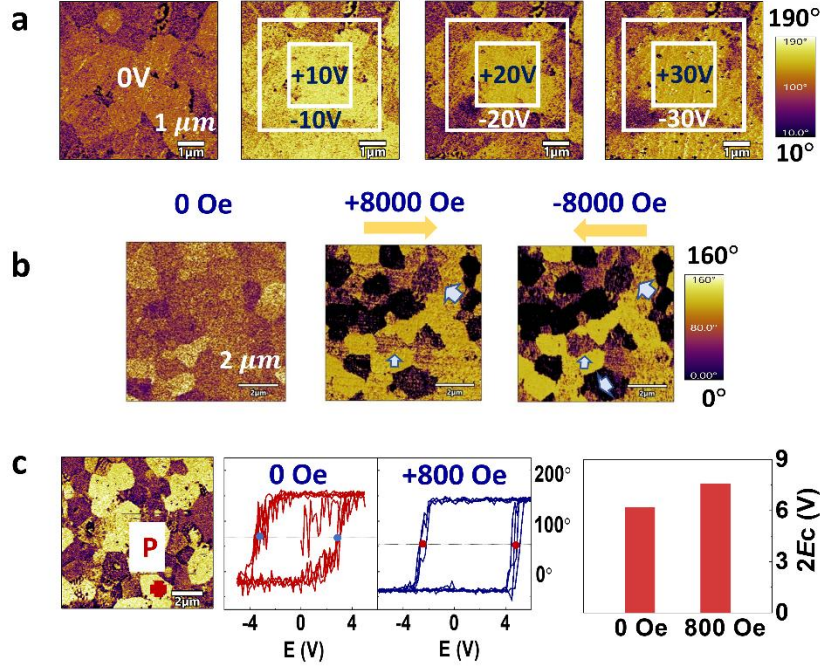 a
0V
1 μm
1μm
+10V
-10V
1μm
+20V
-20V
1μm
+30V
-30V
1μm
190°
190°
100°
10.0°
10°
0 Oe
+8000 Oe
-8000 Oe
b
2 μm
2μm
2μm
2μm
160°
160°
80.0°
0.00°
0°
c
P
2μm
0 Oe
+800 Oe
200°
100°
0°
-4 0 4
-4 0 4
E (V)
E (V)
9
6
3
0
2Ec (V)
0 Oe 800 Oe